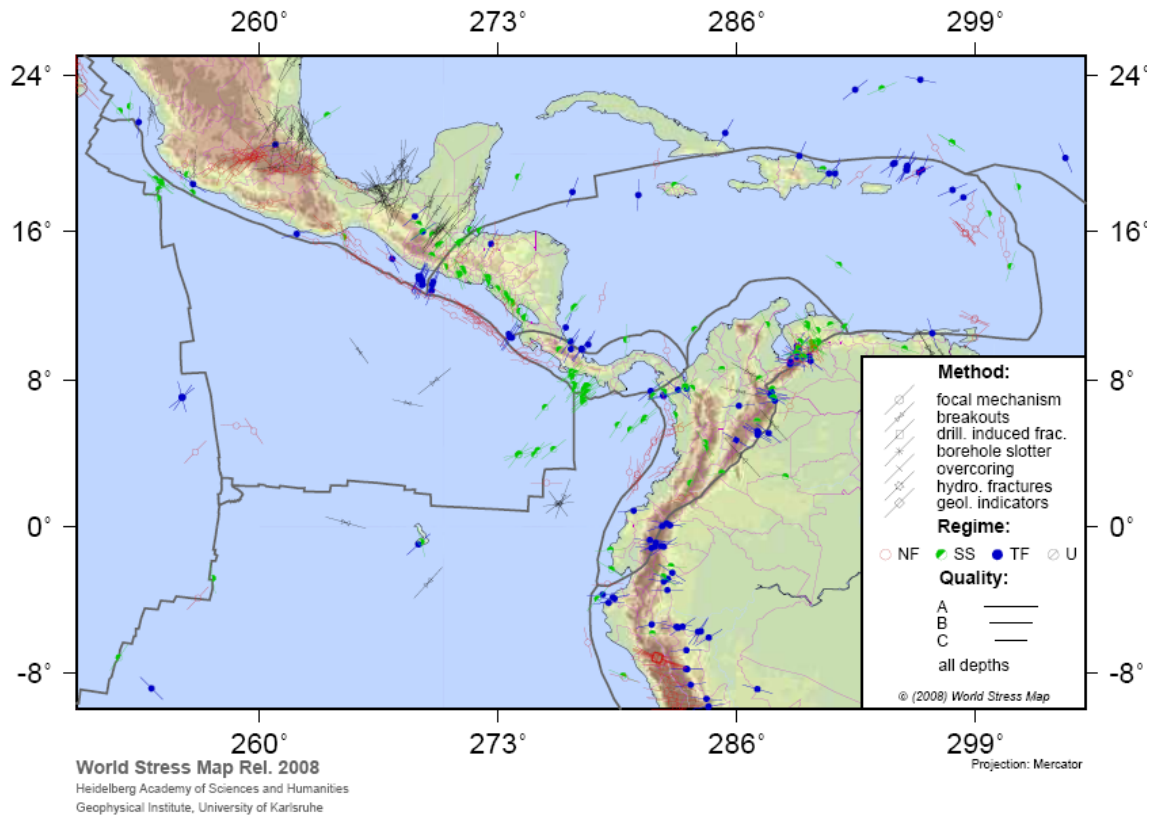 260° 273° 286° 299°
24° 24°
16° 16°
8° 8°
0° 0°
-8° -8°
Method:
focal mechanism
breakouts
drill. induced frac.
borehole slotter
overcoring
hydro. fractures
geol. indicators
Regime:
NF SS TF U
Quality:
A
B
C
all depths
© (2008) World Stress Map
260° 273° 286° 299°
World Stress Map Rel. 2008
Projection: Mercator
Heidelberg Academy of Sciences and Humanities
Geophysical Institute, University of Karlsruhe